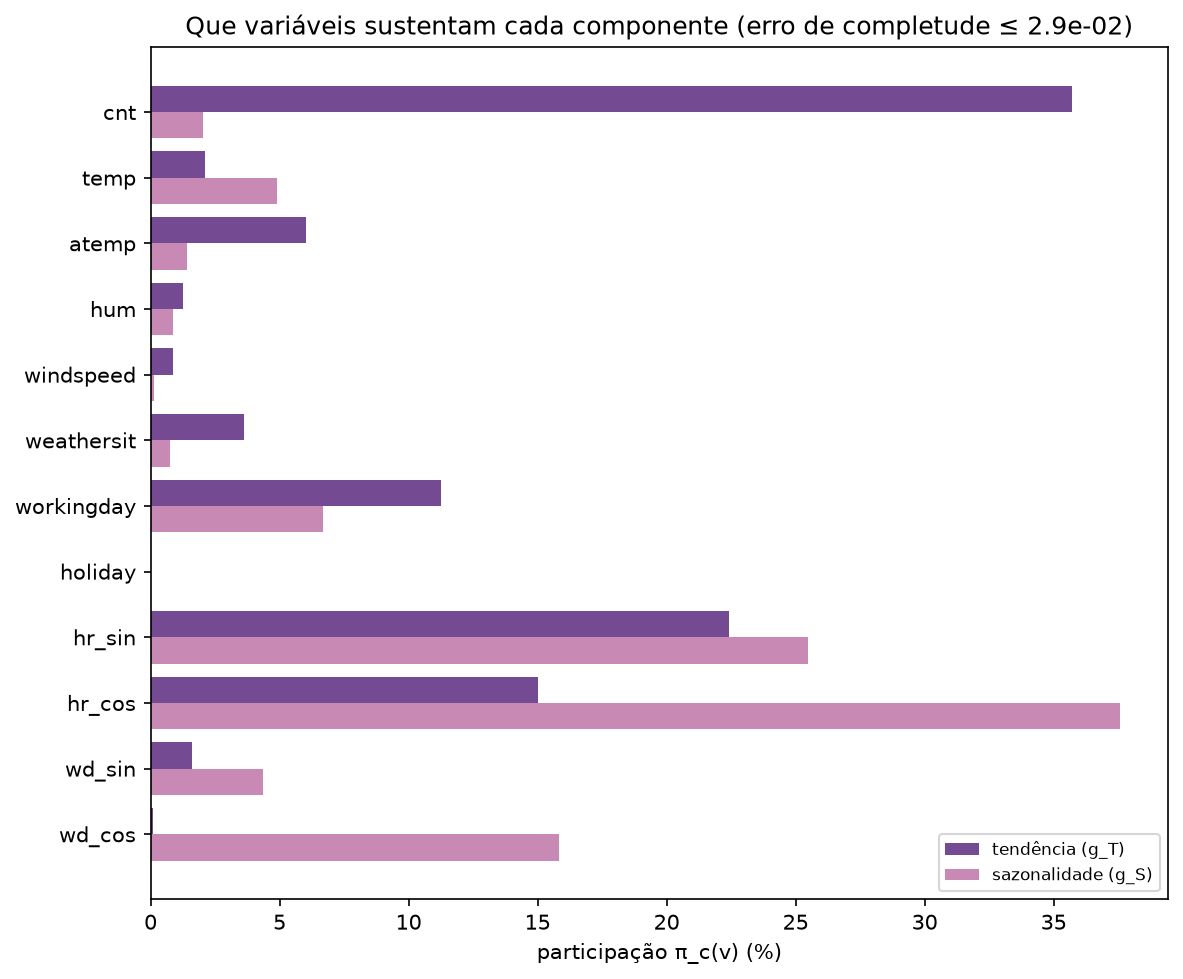 Que variáveis sustentam cada componente (erro de completude ≤ 2.9e-02)
cnt
temp
atemp
hum
windspeed
weathersit
workingday
holiday
hr_sin
hr_cos
wd_sin
wd_cos
tendência (g_T)
sazonalidade (g_S)
0 5 10 15 20 25 30 35
participação π_c(v) (%)